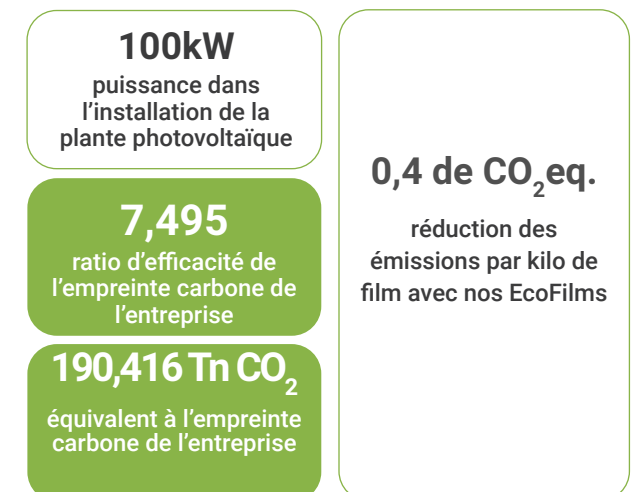 100kW
puissance dans
l'installation de la
plante photovoltaïque
7,495
ratio d'efficacité de
l'empreinte carbone de
l'entreprise
190,416 Tn CO₂
équivalent à l'empreinte
carbone de l'entreprise
0,4 de CO₂eq.
réduction des
émissions par kilo de
film avec nos EcoFilms